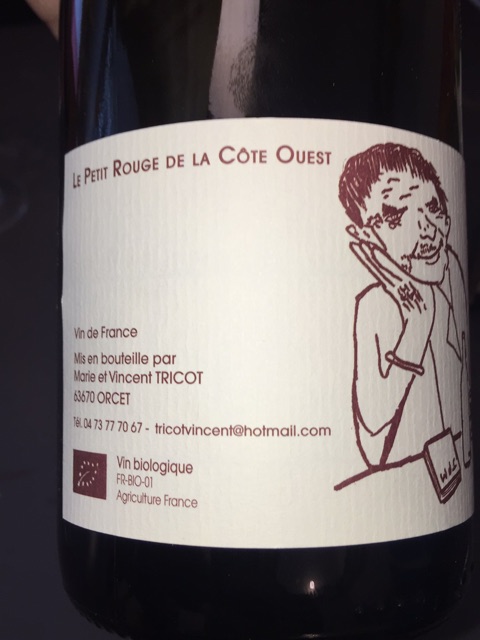 LE PETIT ROUGE DE LA CÔTE OUEST
Vin de France
Mis en bouteille par
Marie et Vincent TRICOT
63670 ORCET
Tél. 04 73 77 70 67 - tricotvincent@hotmail.com
Vin biologique
FR-BIO-01
Agriculture France